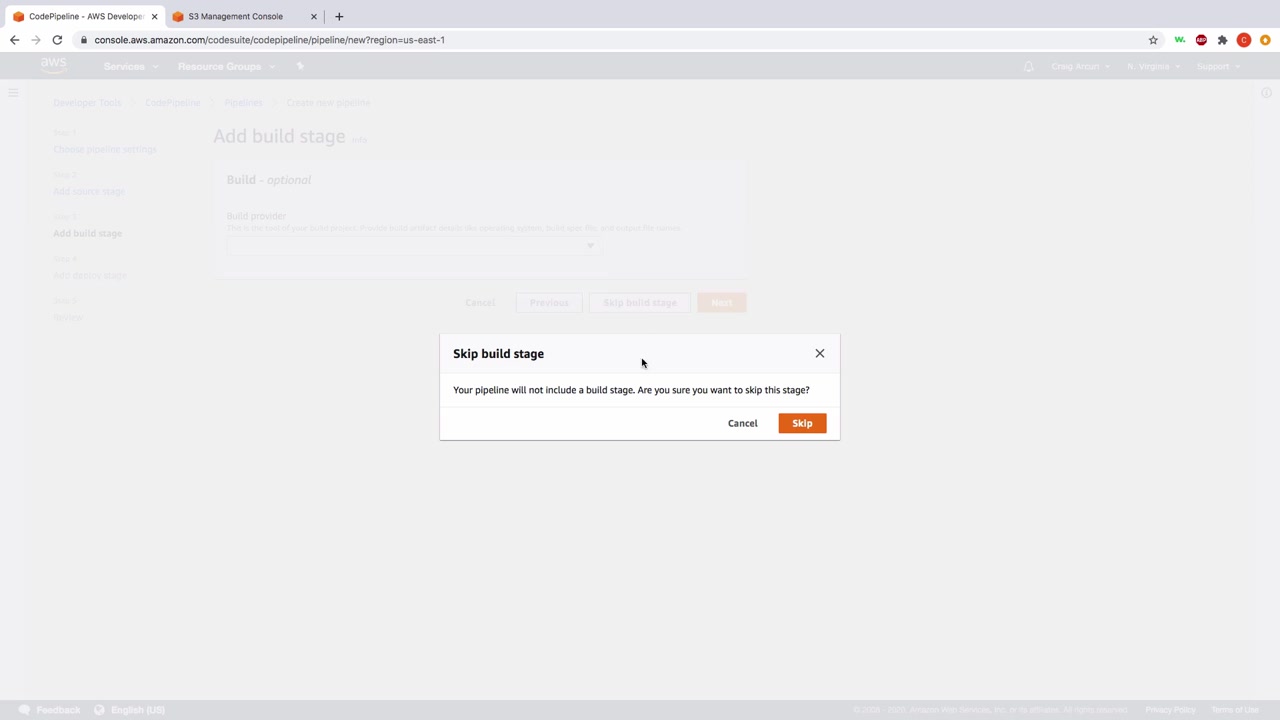 CodePipeline - AWS Developer
S3 Management Console
console.aws.amazon.com/codesuite/codepipeline/pipeline/new?region=us-east-1
aws
Services
Resource Groups
Craig Arcuri
N. Virginia
Support
Developer Tools
CodePipeline
Pipelines
Create new pipeline
Step 1
Choose pipeline settings
Step 2
Add source stage
Step 3
Add build stage
Step 4
Add deploy stage
Step 5
Review
Add build stage Info
Build - optional
Build provider
This is the tool of your build project. Provide build artifact details like operating system, build spec file, and output file names.
Cancel
Previous
Skip build stage
Next
Skip build stage
Your pipeline will not include a build stage. Are you sure you want to skip this stage?
Cancel
Skip
Feedback
English (US)
© 2008 - 2020, Amazon Web Services, Inc. or its affiliates. All rights reserved.
Privacy Policy
Terms of Use